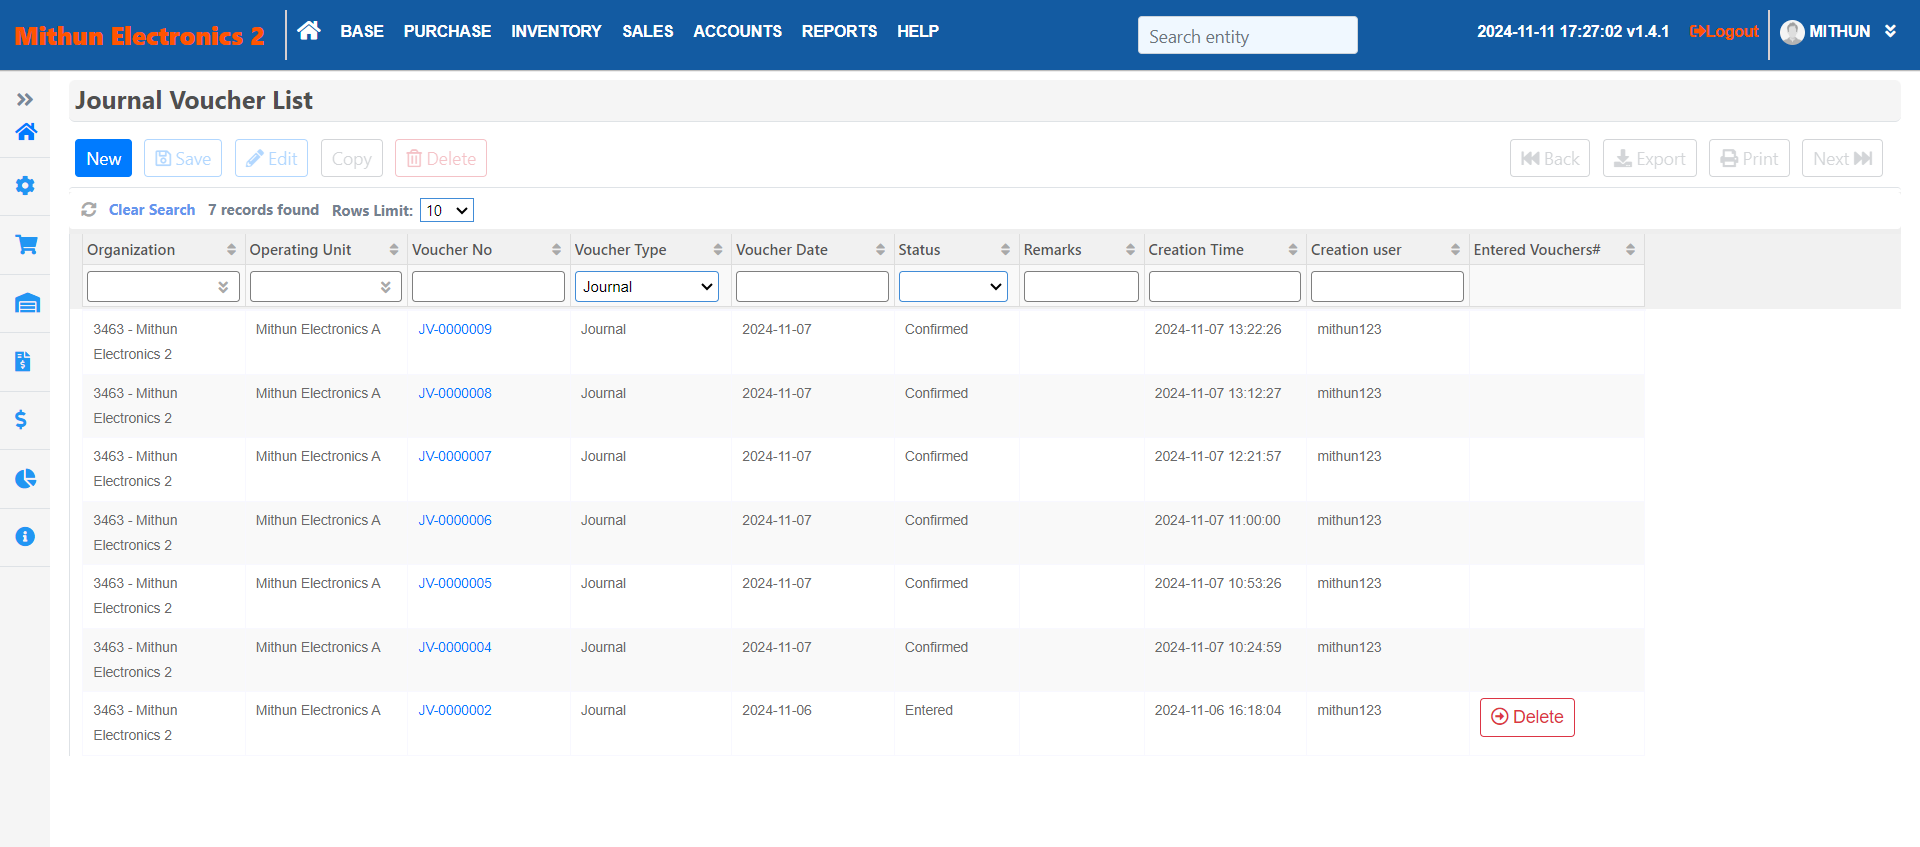 Mithun Electronics 2 BASE PURCHASE INVENTORY SALES ACCOUNTS REPORTS HELP Search entity 2024-11-11 17:27:02 v1.4.1 Logout MITHUN
Journal Voucher List
New Save Edit Copy Delete Back Export Print Next
Clear Search 7 records found Rows Limit: 10
Organization Operating Unit Voucher No Voucher Type Voucher Date Status Remarks Creation Time Creation user Entered Vouchers#
Journal
3463 - Mithun Mithun Electronics A JV-0000009 Journal 2024-11-07 Confirmed 2024-11-07 13:22:26 mithun123
Electronics 2
3463 - Mithun Mithun Electronics A JV-0000008 Journal 2024-11-07 Confirmed 2024-11-07 13:12:27 mithun123
Electronics 2
3463 - Mithun Mithun Electronics A JV-0000007 Journal 2024-11-07 Confirmed 2024-11-07 12:21:57 mithun123
Electronics 2
3463 - Mithun Mithun Electronics A JV-0000006 Journal 2024-11-07 Confirmed 2024-11-07 11:00:00 mithun123
Electronics 2
3463 - Mithun Mithun Electronics A JV-0000005 Journal 2024-11-07 Confirmed 2024-11-07 10:53:26 mithun123
Electronics 2
3463 - Mithun Mithun Electronics A JV-0000004 Journal 2024-11-07 Confirmed 2024-11-07 10:24:59 mithun123
Electronics 2
3463 - Mithun Mithun Electronics A JV-0000002 Journal 2024-11-06 Entered 2024-11-06 16:18:04 mithun123 Delete
Electronics 2